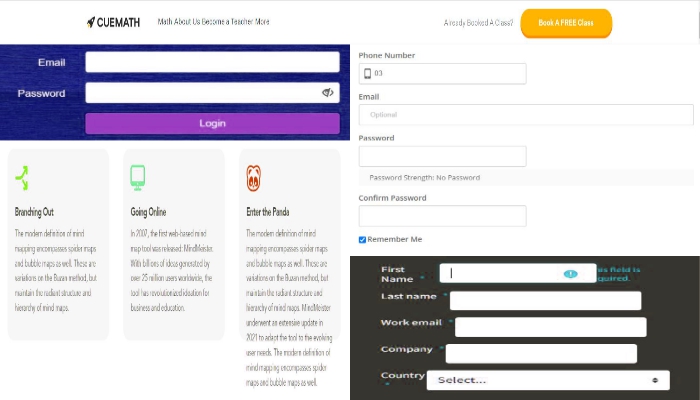 CUEMATH
Math About Us Become a Teacher More
Already Booked A Class?
Book A FREE Class
Email
Password
Login
Branching Out
The modern definition of mind
mapping encompasses spider maps
and bubble maps as well. These are
variations on the Buzan method, but
maintain the radiant structure and
hierarchy of mind maps.
Going Online
In 2007, the first web-based mind
map tool was released: MindMeister.
With billions of ideas generated by
over 25 million users worldwide, the
tool has revolutionized ideation for
business and education.
Enter the Panda
The modern definition of mind
mapping encompasses spider maps
and bubble maps as well. These are
variations on the Buzan method, but
maintain the radiant structure and
hierarchy of mind maps. MindMeister
underwent an extensive update in
2021 to adapt the tool to the evolving
user needs. The modern definition of
mind mapping encompasses spider
maps and bubble maps as well.
Phone Number
03
Email
Optional
Password
Password Strength: No Password
Confirm Password
Remember Me
First
Name *
field is
quired.
Last name *
Work email *
Company *
Country
*
Select...